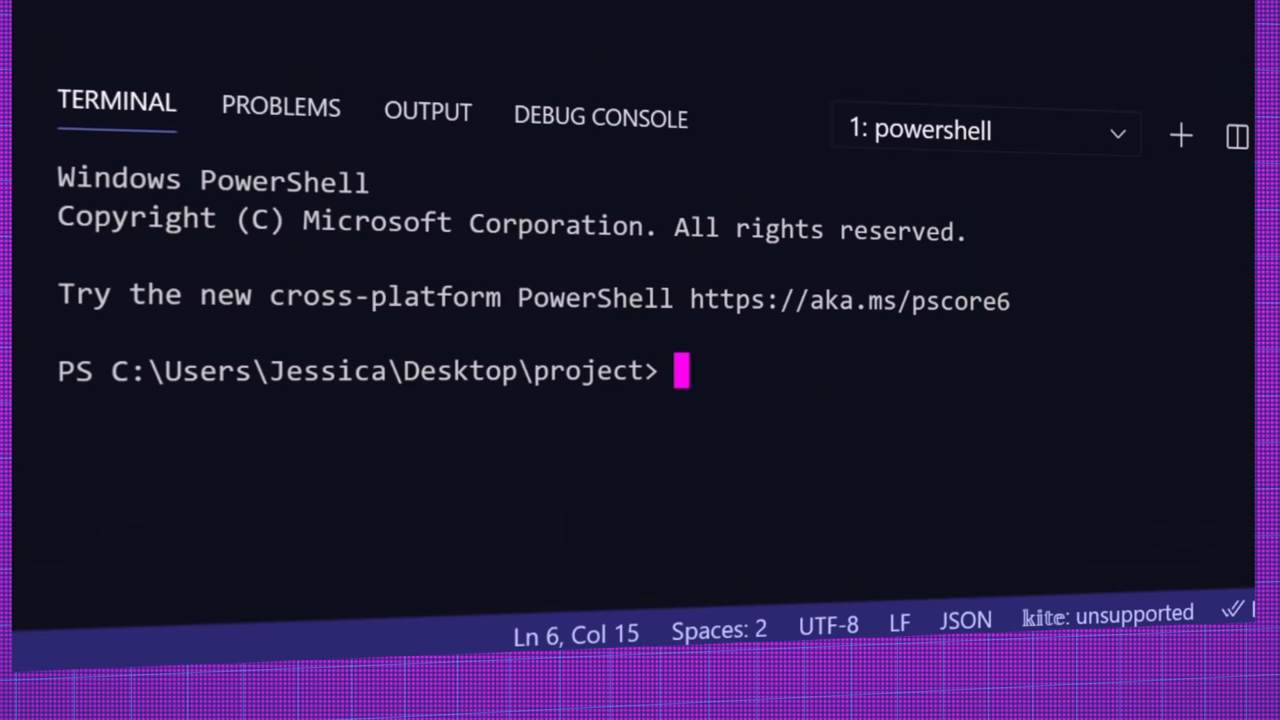 TERMINAL PROBLEMS OUTPUT DEBUG CONSOLE 1: powershell
Windows PowerShell
Copyright (C) Microsoft Corporation. All rights reserved.
Try the new cross-platform PowerShell https://aka.ms/pscore6
PS C:\Users\Jessica\Desktop\project>
Ln 6, Col 15 Spaces: 2 UTF-8 LF JSON kite: unsupported